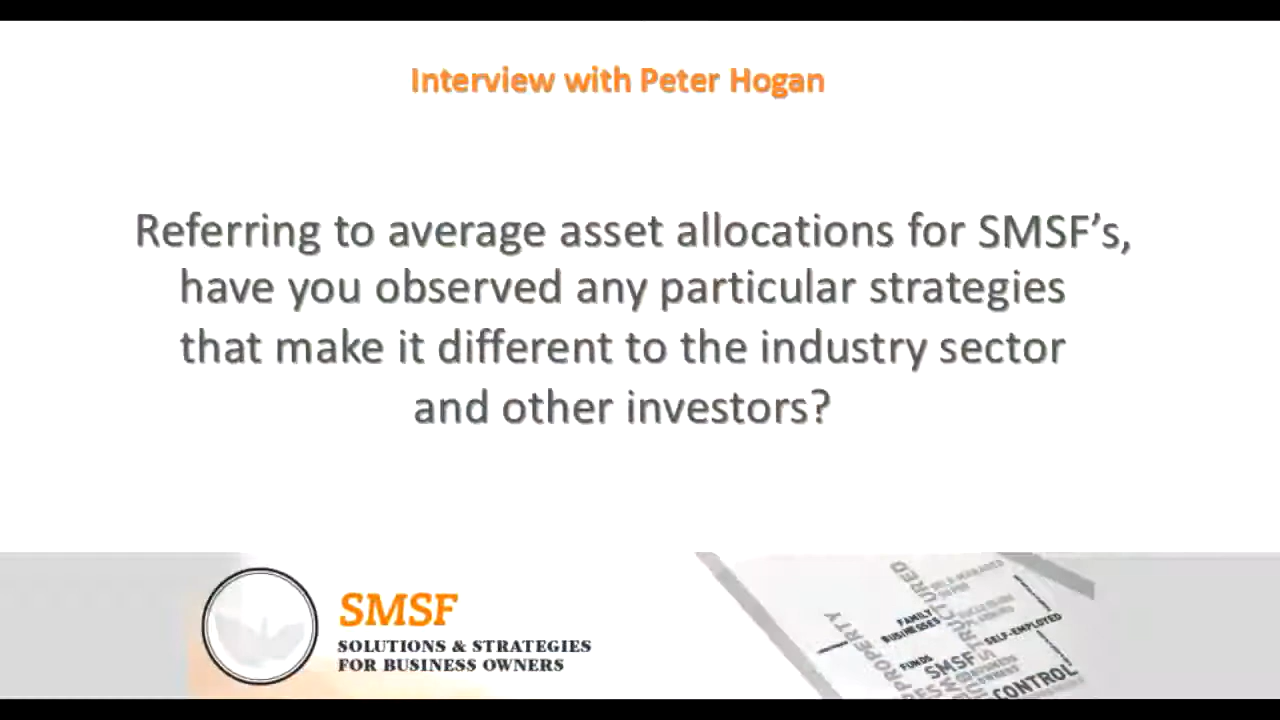 Interview with Peter Hogan
Referring to average asset allocations for SMSF's,
have you observed any particular strategies
that make it different to the industry sector
and other investors?
SMSF
SOLUTIONS & STRATEGIES
FOR BUSINESS OWNERS
PROPERTY
FAMILY
BUSINESSES
SELF-EMPLOYED
FUNDS
SMSF
CONTROL